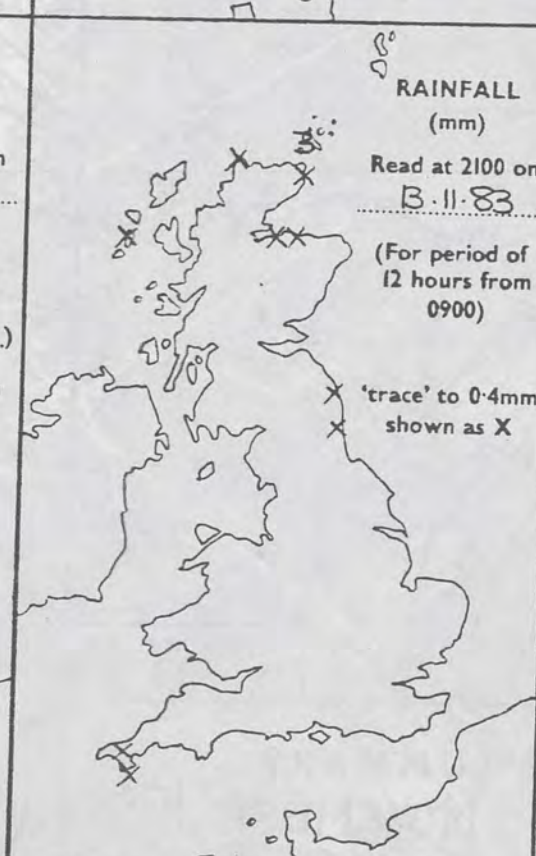 RAINFALL
(mm)
Read at 2100 on
13·11·83
(For period of
12 hours from
0900)
'trace' to 0·4mm
shown as X
X
X
X
X X
X
X
X
X